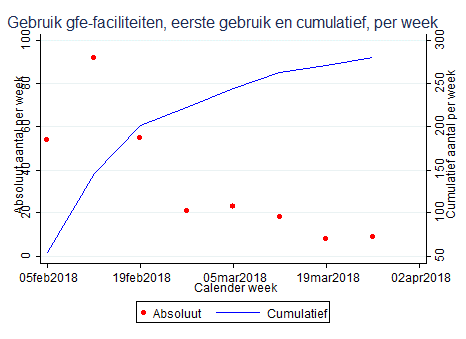 Gebruik gfe-faciliteiten, eerste gebruik en cumulatief, per week
Absoluut aantal per week
100
80
60
40
20
0
Cumulatief aantal per week
300
250
200
150
100
50
05feb2018 19feb2018 05mar2018 19mar2018 02apr2018
Calender week
Absoluut Cumulatief